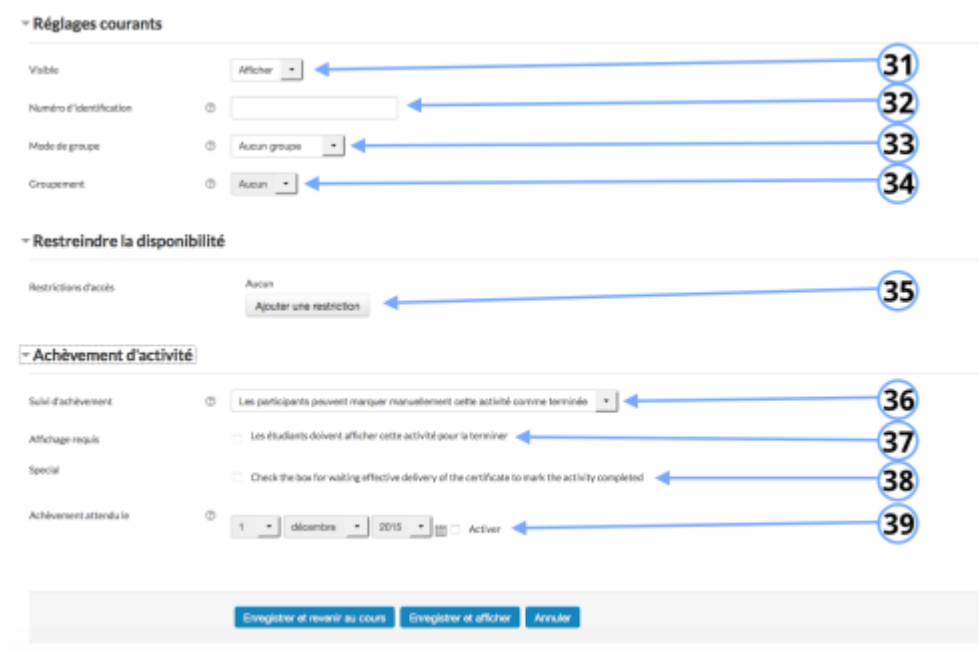 Réglages courants
Visible Afficher 31
Numéro d'identification 32
Mode de groupe Aucun groupe 33
Groupement Aucun 34
Restreindre la disponibilité
Restrictions d'accès Aucun
Ajouter une restriction 35
Achèvement d'activité
Suivi d'achèvement Les participants peuvent marquer manuellement cette activité comme terminée 36
Affichage requis Les étudiants doivent afficher cette activité pour la terminer 37
Special Check the box for waiting effective delivery of the certificate to mark the activity completed 38
Achèvement attendu le 1 décembre 2015 Activer 39
Enregistrer et revenir au cours Enregistrer et afficher Annuler